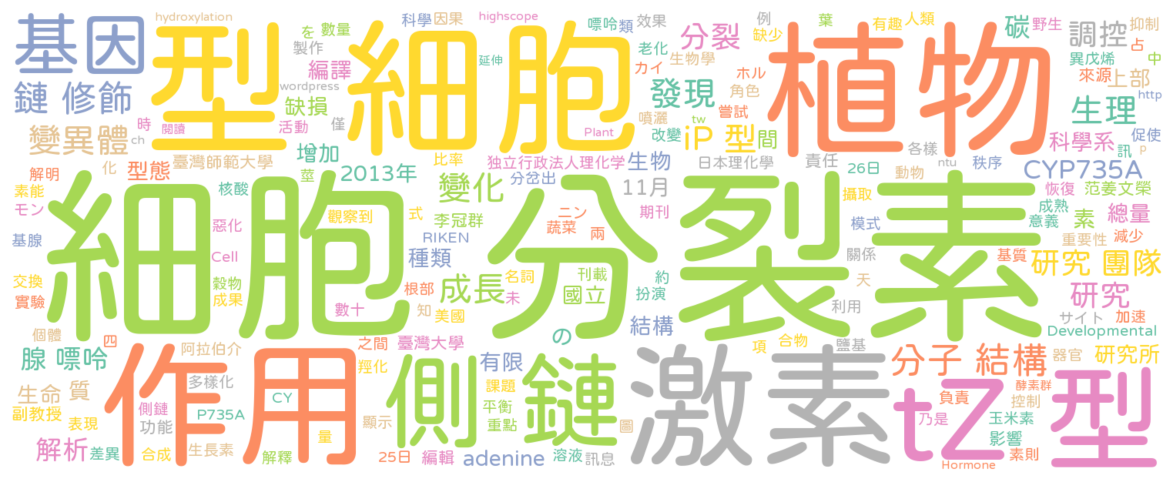 hydroxylation
を 數量
科學 因果
highscope
嘌呤 類
效果
分裂
例
缺少
葉
有趣 人類
碳 野生
抑制
占
基因
型 細胞
植物
製作
編譯
延伸
老化
カイ
生物學
ホル
角色
調控
異戊烯
中
來源 上部
鏈 修飾
wordpress
缺損
發現
嘗試
http
生理
變異體
時
閱讀
ch
活動
僅
Plant
tw
噴灑
改變
iP 型 間
科學系
促使
訊
p
增加
解明
化
型態
臺灣師範大學
莖
2013年
比率
獨立行政法人理化学
生物
分岔出
日本理化學
責任
各樣
26日
動物
ntu
秩序
CYP735A
素能
モン
核酸
變化
11月
攝取
恢復
范姜文榮
成熟
意義
素
總量
惡化
觀察到
式
李冠群
ニン
蔬菜
兩
期刊
模式
重要性
減少
細胞 分裂 素
基腺
Cell
RIKEN
種類
關係
基質
研究 團隊
交換
實驗
穀物
成果
數十
根部
知
成長
美國
名詞
未
刊載
國立
約
扮演
天
利用
研究
加速
サイト
個體
四
之間
臺灣大學
の
結構
項
合物
鹽基
Developmental
腺 嘌呤
阿拉伯介
羥化
有限
分子 結構
器官
研究所
生命 質
作用
側鏈
激素
tZ 型
多樣化
課題
負責
酵素群
控制
副教授
表現
側鏈
功能
P735A
CY
量
顯示
平衡
重點
圖
乃是
玉米素
影響
解析
差異
合成
生長素
解釋
25日
編輯
adenine
溶液
訊息
Hormone
素則